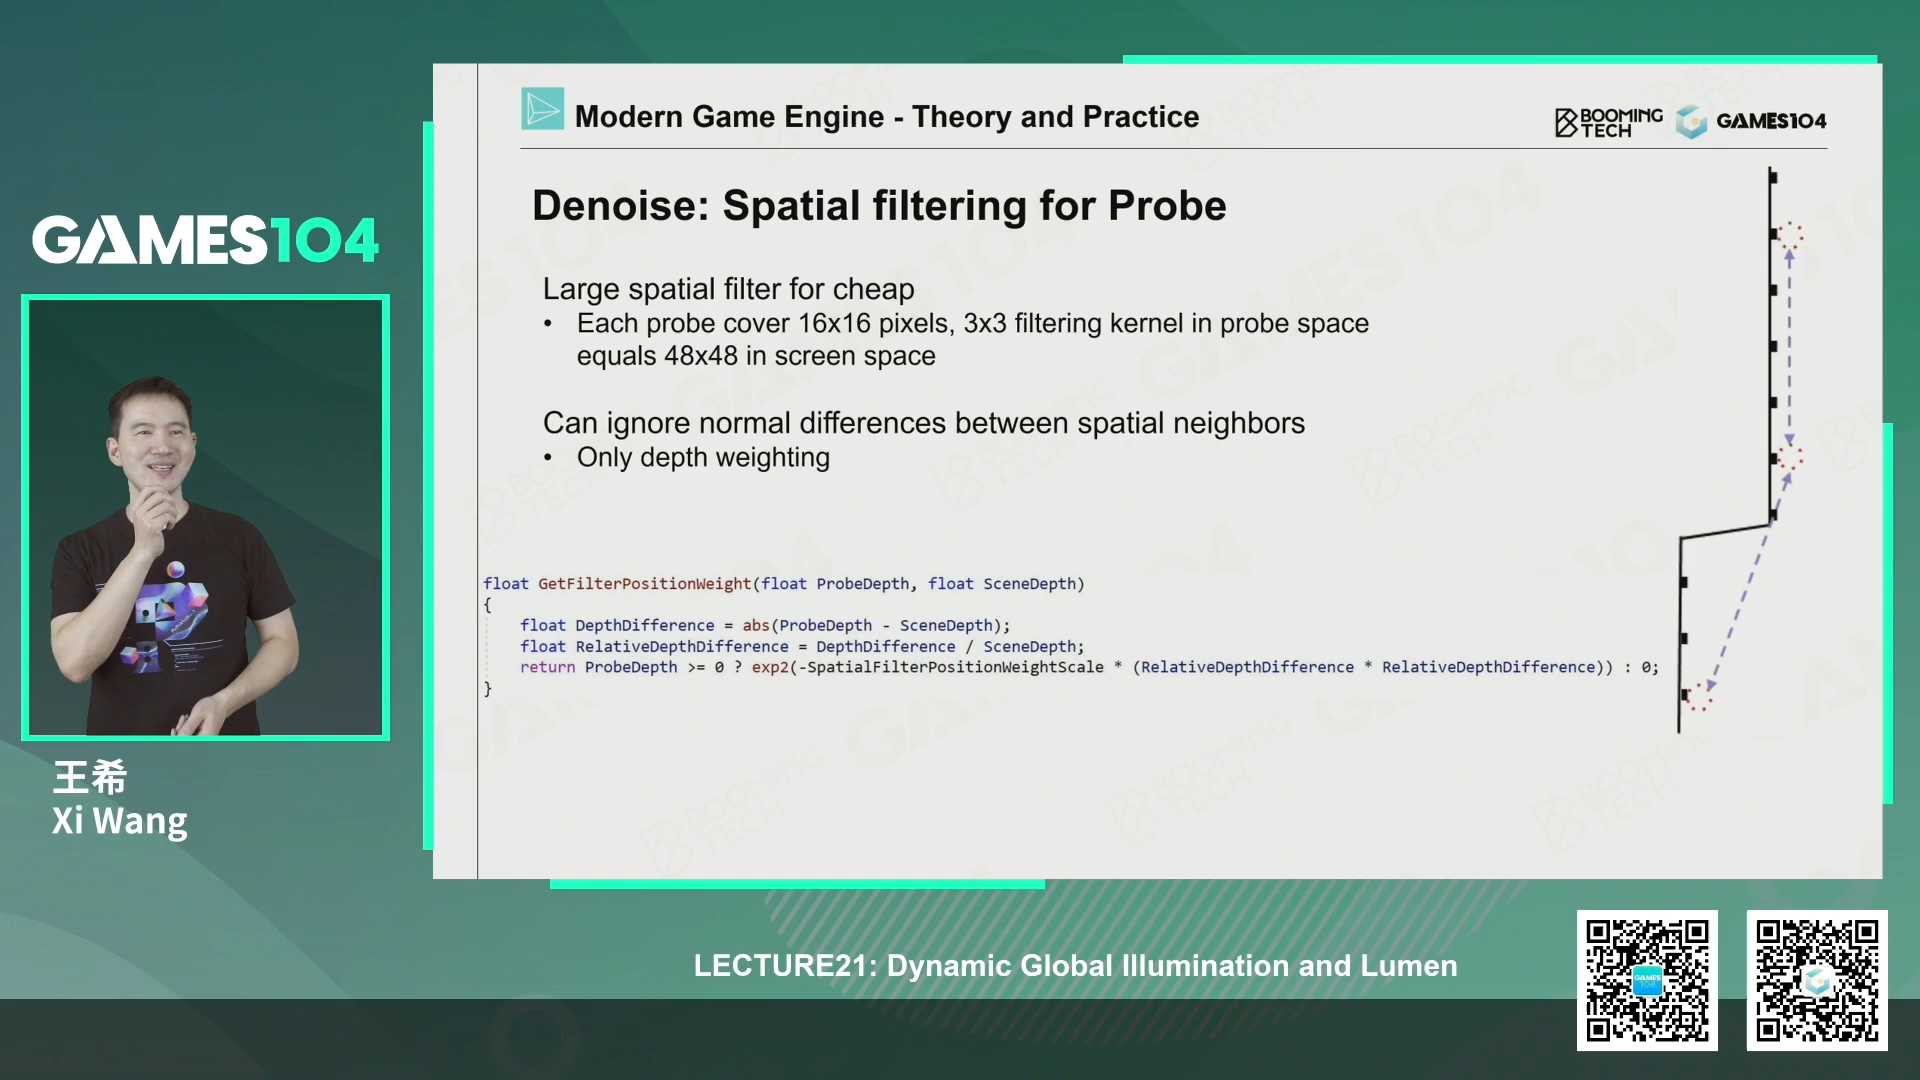 GAMES104
王希
Xi Wang
Modern Game Engine - Theory and Practice
BOOMING
TECH
GAMES104
Denoise: Spatial filtering for Probe
Large spatial filter for cheap
• Each probe cover 16x16 pixels, 3x3 filtering kernel in probe space
equals 48x48 in screen space
Can ignore normal differences between spatial neighbors
• Only depth weighting
float GetFilterPositionWeight(float ProbeDepth, float SceneDepth)
{
float DepthDifference = abs(ProbeDepth - SceneDepth);
float RelativeDepthDifference = DepthDifference / SceneDepth;
return ProbeDepth >= 0 ? exp2(-SpatialFilterPositionWeightScale * (RelativeDepthDifference * RelativeDepthDifference)) : 0;
}
LECTURE21: Dynamic Global Illumination and Lumen